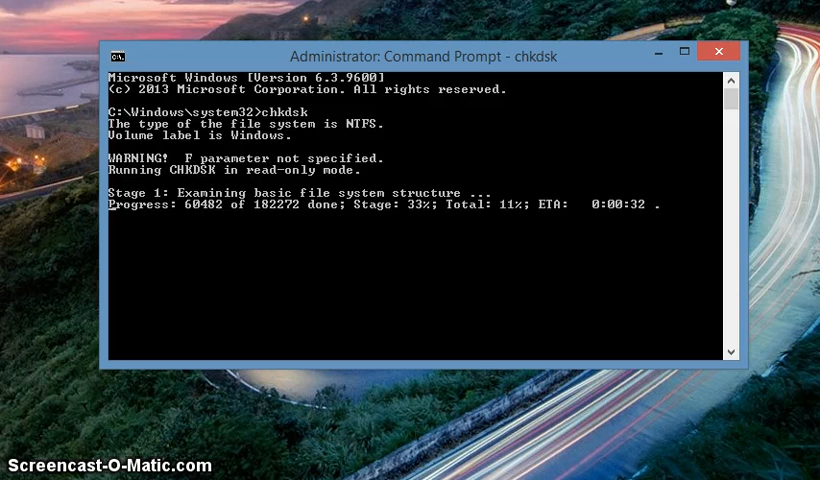 Administrator: Command Prompt - chkdsk
Microsoft Windows [Version 6.3.9600]
(c) 2013 Microsoft Corporation. All rights reserved.
C:\Windows\system32>chkdsk
The type of the file system is NTFS.
Volume label is Windows.
WARNING!  F parameter not specified.
Running CHKDSK in read-only mode.
Stage 1: Examining basic file system structure ...
Progress: 60482 of 182272 done; Stage: 33%; Total: 11%; ETA:   0:00:32 .
Screencast-O-Matic.com